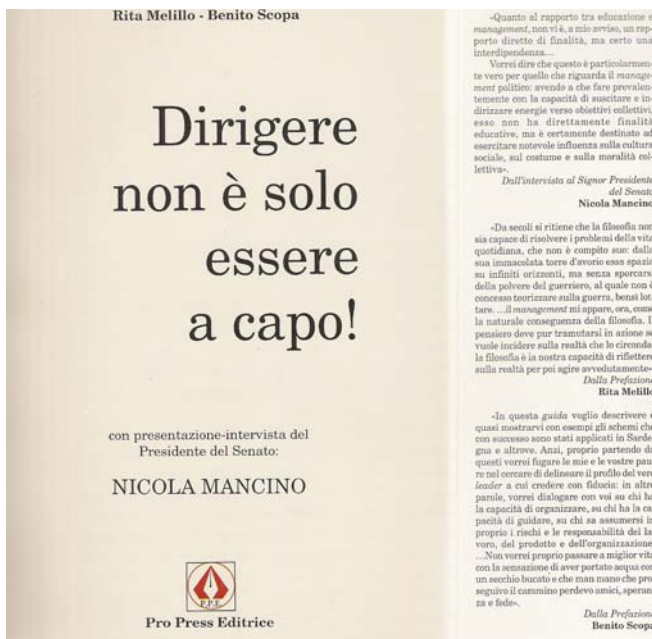 Rita Melillo - Benito Scopa
Dirigere
non è solo
essere
a capo!
con presentazione-intervista del
Presidente del Senato:
NICOLA MANCINO
P.P.E.
Pro Press Editrice
«Quanto al rapporto tra educazione e
management, non vi è, a mio avviso, un rap-
porto diretto di finalità, ma certo una
interdipendenza...
Vorrei dire che questo è particolarmen-
te vero per quello che riguarda il manage-
ment politico: avendo a che fare prevalen-
temente con la capacità di suscitare e in-
dirizzare energie verso obiettivi collettivi,
esso non ha direttamente finalità
educative, ma è certamente destinato ad
esercitare notevole influenza sulla cultura
sociale, sul costume e sulla moralità col-
lettiva».
Dall'intervista al Signor Presidente
del Senato
Nicola Mancino
«Da secoli si ritiene che la filosofia non
sia capace di risolvere i problemi della vita
quotidiana, che non è compito suo: dalla
sua immacolata torre d'avorio essa spazia
su infiniti orizzonti, ma senza sporcars
della polvere del guerriero, al quale non è
concesso teorizzare sulla guerra, bensì lot-
tare. ...il management mi appare, ora, come
la naturale conseguenza della filosofia. I
pensiero deve pur tramutarsi in azione se
vuole incidere sulla realtà che lo circonda
la filosofia è la nostra capacità di riflettere
sulla realtà per poi agire avvedutamente»
Dalla Prefazione
Rita Melillo
«In questa guida voglio descrivere e
quasi mostrarvi con esempi gli schemi che
con successo sono stati applicati in Sarde-
gna e altrove. Anzi, proprio partendo da
questi vorrei fugare le mie e le vostre pau-
re nel cercare di delineare il profilo del vero
leader a cui credere con fiducia: in altre
parole, vorrei dialogare con voi su chi ha
la capacità di organizzare, su chi ha la ca
pacità di guidare, su chi sa assumersi in
proprio i rischi e le responsabilità del la
voro, del prodotto e dell'organizzazione
...Non vorrei proprio passare a miglior vita
con la sensazione di aver portato acqua con
un secchio bucato e che man mano che pro
seguivo il cammino perdevo amici, speran
za e fede».
Dalla Prefazione
Benito Scopa